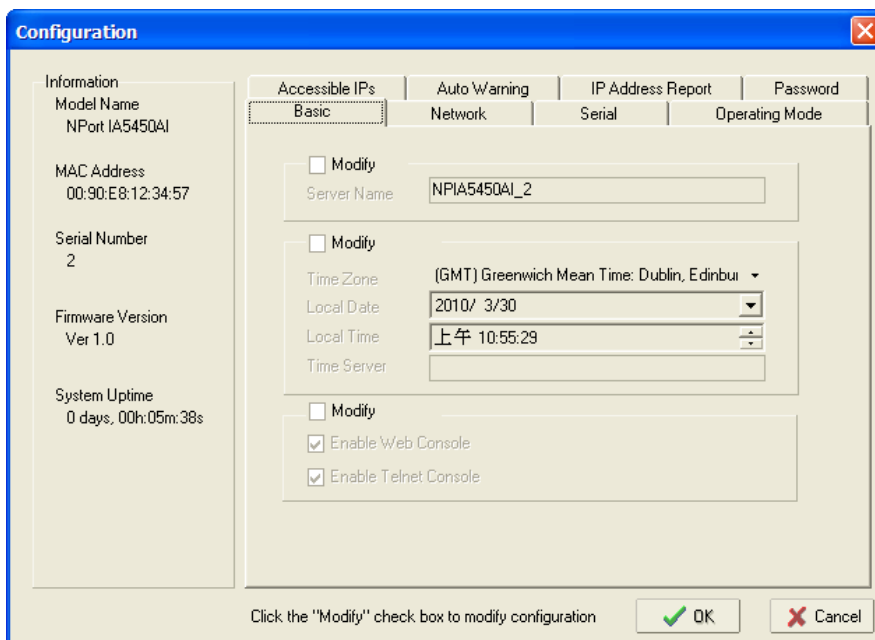 Configuration
Information
Model Name
NPort IA5450AI
MAC Address
00:90:E8:12:34:57
Serial Number
2
Firmware Version
Ver 1.0
System Uptime
0 days, 00h:05m:38s
Accessible IPs
Auto Warning
IP Address Report
Password
Basic
Network
Serial
Operating Mode
Modify
Server Name
NPIA5450AI_2
Modify
Time Zone
(GMT) Greenwich Mean Time: Dublin, Edinbu
Local Date
2010/ 3/30
Local Time
上午 10:55:29
Time Server
Modify
Enable Web Console
Enable Telnet Console
Click the "Modify" check box to modify configuration
OK
Cancel